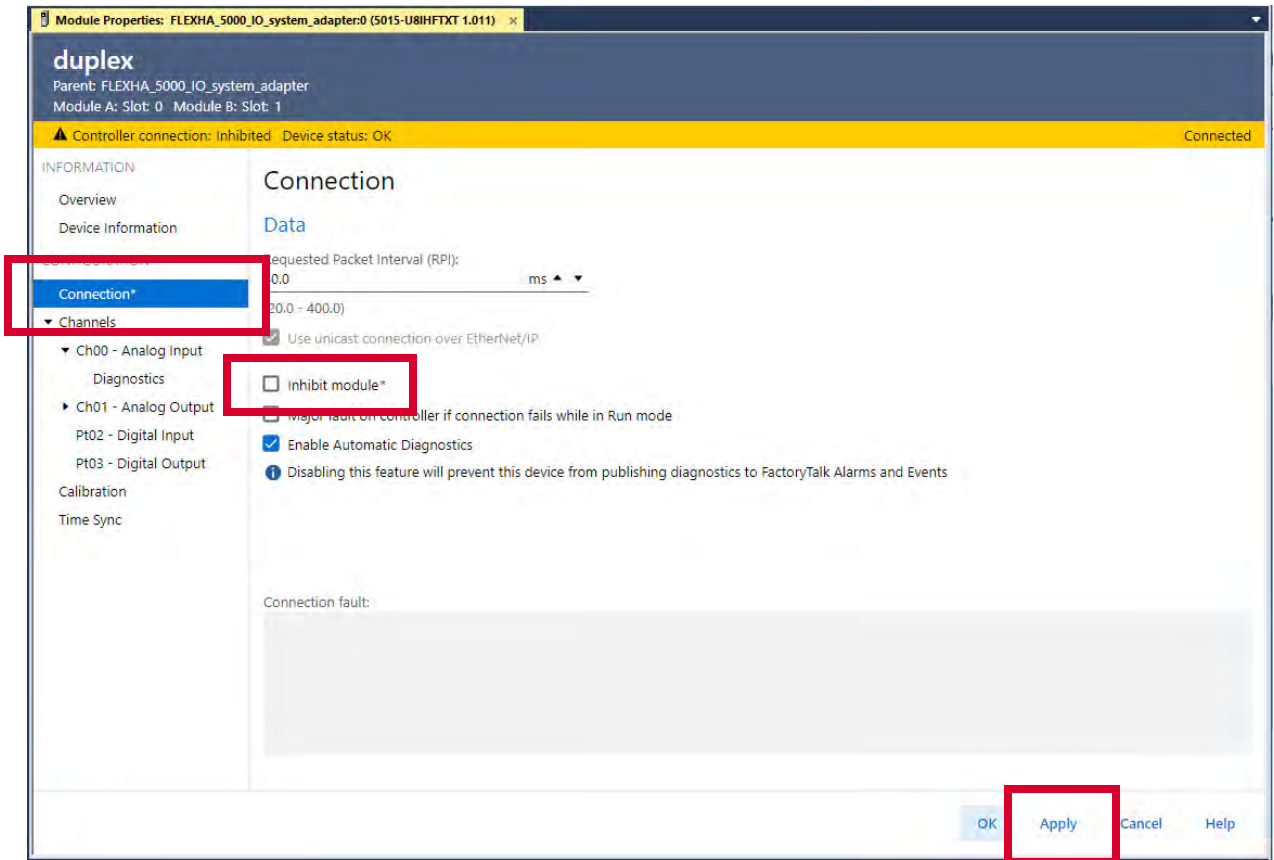 Module Properties: FLEXHA_5000_IO_system_adapter:0 (5015-U8IHFTXT 1.011) ×
duplex
Parent: FLEXHA_5000_IO_system_adapter
Module A: Slot: 0 Module B: Slot: 1
Controller connection: Inhibited Device status: OK
Connected
INFORMATION
Overview
Device Information
Connection*
Channels
Ch00 - Analog Input
Diagnostics
Ch01 - Analog Output
Pt02 - Digital Input
Pt03 - Digital Output
Calibration
Time Sync
Connection
Data
Requested Packet Interval (RPI):
0.0 ms
20.0 - 400.0)
Use unicast connection over EtherNet/IP
Inhibit module*
Major fault on controller if connection fails while in Run mode
Enable Automatic Diagnostics
Disabling this feature will prevent this device from publishing diagnostics to FactoryTalk Alarms and Events
Connection fault:
OK Apply Cancel Help